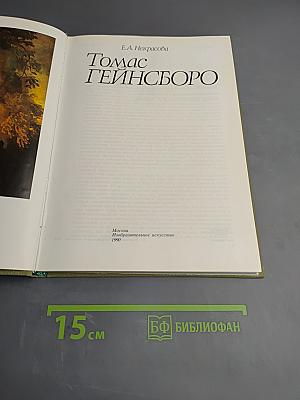 Е.А. Некрасова
Томас
ГЕЙНСБОРО
Москва
Изобразительное искусство
1990
15 см
БФ БИБЛИОФАН